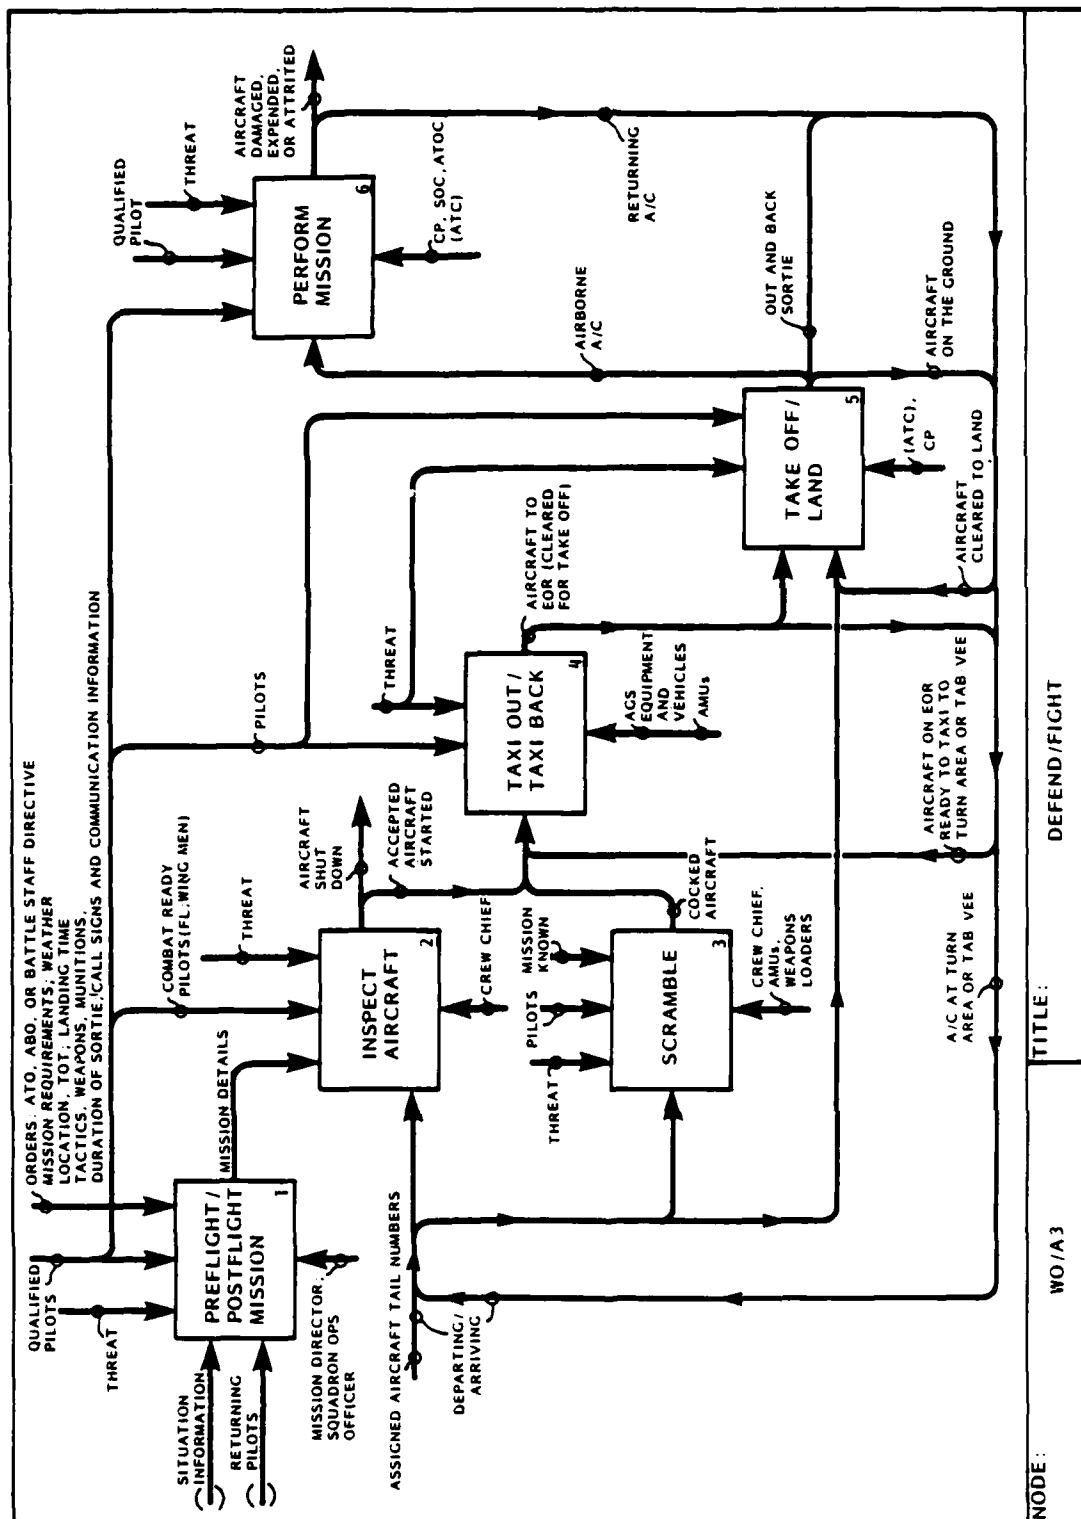 ORDERS: ATO, ABO, OR BATTLE STAFF DIRECTIVE
MISSION REQUIREMENTS; WEATHER
LOCATION, TOT; LANDING TIME
TACTICS, WEAPONS, MUNITIONS,
DURATION OF SORTIE, (CALL SIGNS AND COMMUNICATION INFORMATION
QUALIFIED
PILOTS
THREAT
SITUATION
INFORMATION
RETURNING
PILOTS
PREFLIGHT/
POSTFLIGHT
MISSION
1
MISSION DIRECTOR,
SQUADRON OPS
OFFICER
MISSION DETAILS
COMBAT READY
PILOTS (FL, WING MEN)
THREAT
INSPECT
AIRCRAFT
2
CREW CHIEF
AIRCRAFT
SHUT
DOWN
ACCEPTED
AIRCRAFT
STARTED
ASSIGNED AIRCRAFT TAIL NUMBERS
DEPARTING/
ARRIVING
THREAT
PILOTS
MISSION
KNOWN
SCRAMBLE
3
CREW CHIEF,
AMUs,
WEAPONS
LOADERS
COCKED
AIRCRAFT
PILOTS
THREAT
TAXI OUT/
TAXI BACK
4
AGS
EQUIPMENT
AND
VEHICLES
AMUs
AIRCRAFT TO
EOR (CLEARED
FOR TAKE OFF)
TAKE OFF/
LAND
5
(ATC),
CP
AIRBORNE
A/C
OUT AND BACK
SORTIE
AIRCRAFT
ON THE GROUND
AIRCRAFT
CLEARED TO LAND
AIRCRAFT ON EOR
READY TO TAXI TO
TURN AREA OR TAB VEE
A/C AT TURN
AREA OR TAB VEE
QUALIFIED
PILOT
THREAT
PERFORM
MISSION
6
CP, SOC, ATOC
(ATC)
AIRCRAFT
DAMAGED,
EXPENDED,
OR ATTRITED
RETURNING
A/C
NODE:
WO/A3
TITLE:
DEFEND/FIGHT